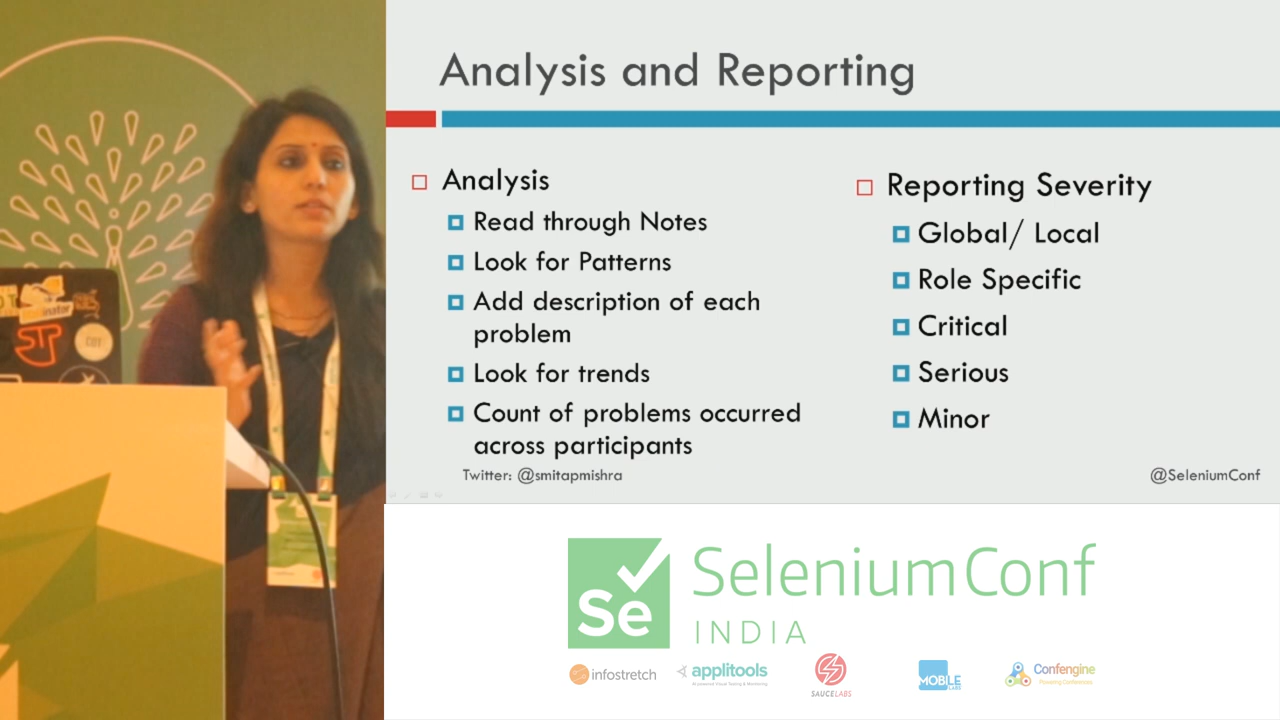 Analysis and Reporting
Analysis
Read through Notes
Look for Patterns
Add description of each
problem
Look for trends
Count of problems occurred
across participants
Reporting Severity
Global/ Local
Role Specific
Critical
Serious
Minor
Twitter: @smitapmishra
@SeleniumConf
Se
SeleniumConf
INDIA
infostretch
applitools
SAUCELABS
MOBILE
LABS
Confengine